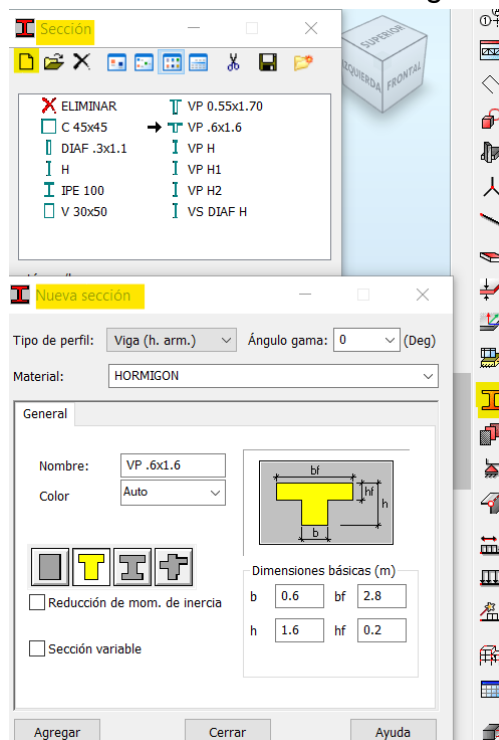 Sección
SUPERIOR
IZQUIERDA
FRONTAL
ELIMINAR
VP 0.55x1.70
C 45x45
VP .6x1.6
DIAF .3x1.1
VP H
H
VP H1
IPE 100
VP H2
V 30x50
VS DIAF H
Nueva sección
Tipo de perfil: Viga (h. arm.) Ángulo gama: 0 (Deg)
Material: HORMIGON
General
Nombre: VP .6x1.6
Color Auto
bf
hf
h
b
Dimensiones básicas (m)
b 0.6 bf 2.8
h 1.6 hf 0.2
Reducción de mom. de inercia
Sección variable
Agregar Cerrar Ayuda